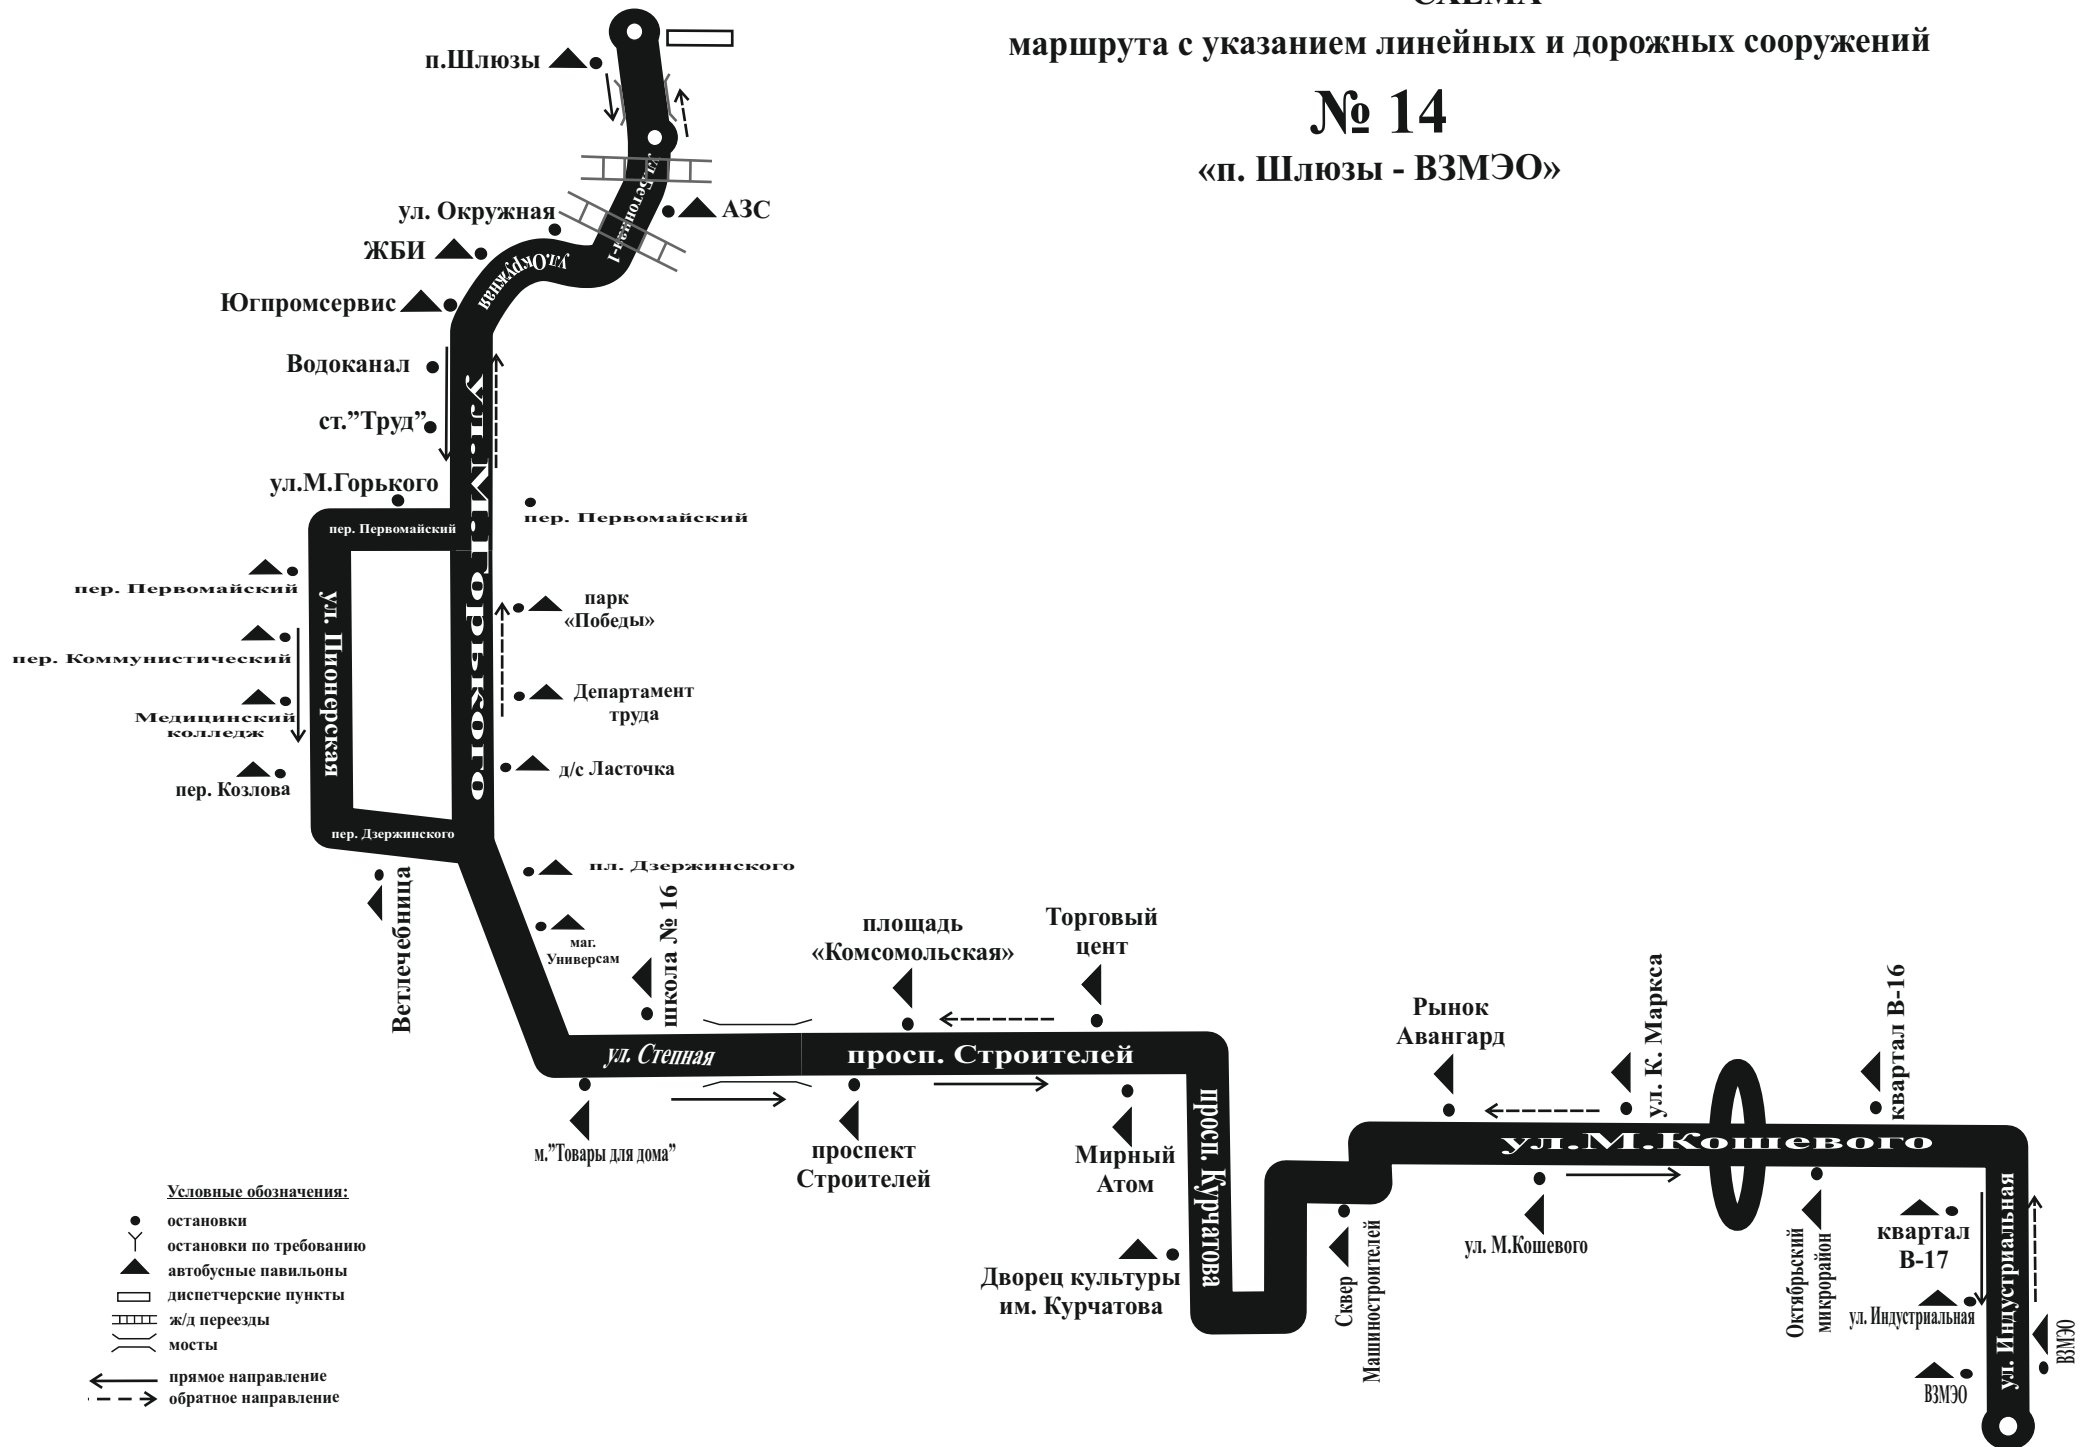 СХЕМА
маршрута с указанием линейных и дорожных сооружений
№ 14
«п. Шлюзы - ВЗМЭО»
п.Шлюзы
ул.Бетонная-1
АЗС
ул. Окружная
ЖБИ
ул.Окружная
Югпромсервис
Водоканал
ст.”Труд”
ул.М.Горького
ул.М.Горького
пер. Первомайский
пер. Первомайский
пер. Первомайский
ул. Пионерская
парк
«Победы»
пер. Коммунистический
Департамент
труда
Медицинский
колледж
д/с Ласточка
пер. Козлова
пер. Дзержинского
Ветлечебница
пл. Дзержинского
маг.
Универсам
школа № 16
площадь
«Комсомольская»
Торговый
цент
ул. Степная
просп. Строителей
м.”Товары для дома”
проспект
Строителей
Мирный
Атом
просп. Курчатова
Дворец культуры
им. Курчатова
Сквер
Машиностроителей
Рынок
Авангард
ул. К. Маркса
квартал В-16
ул.М.Кошевого
ул. М.Кошевого
Октябрьский
микрорайон
квартал
В-17
ул. Индустриальная
ул. Индустриальная
ВЗМЭО
ВЗМЭО
Условные обозначения:
остановки
остановки по требованию
автобусные павильоны
диспетчерские пункты
ж/д переезды
мосты
прямое направление
обратное направление